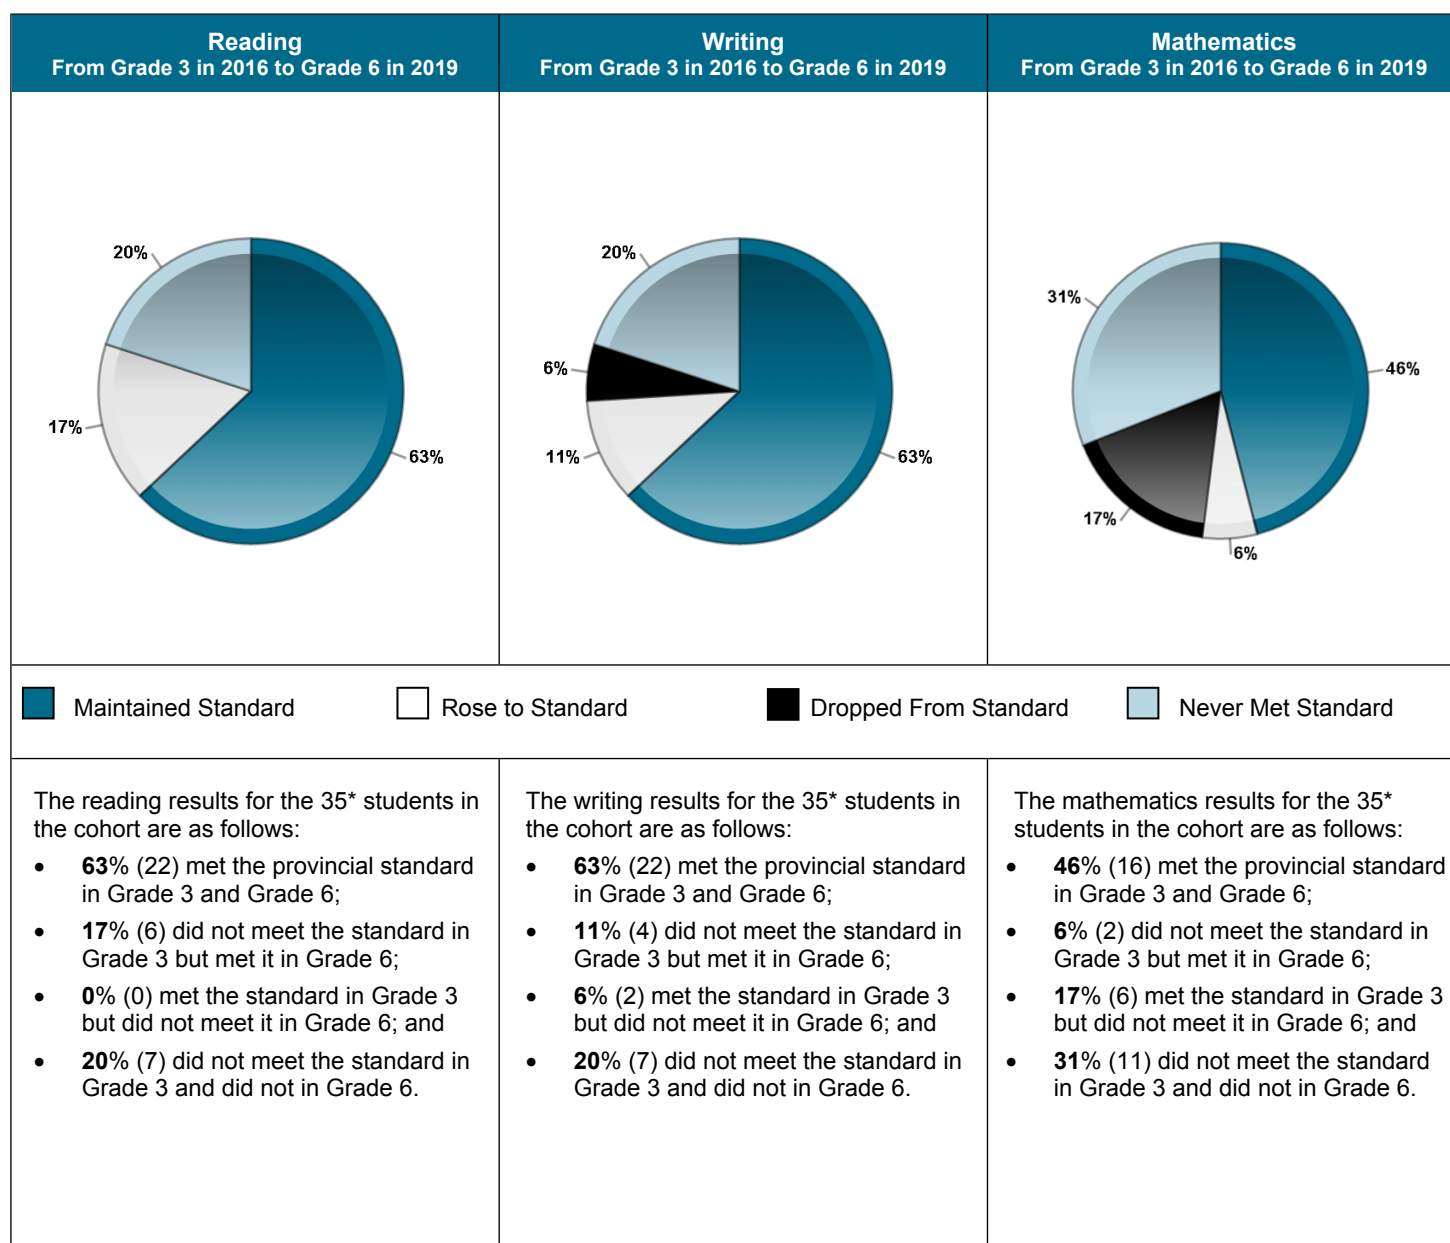 Reading
From Grade 3 in 2016 to Grade 6 in 2019
Writing
From Grade 3 in 2016 to Grade 6 in 2019
Mathematics
From Grade 3 in 2016 to Grade 6 in 2019
20%
17%
63%
20%
6%
11%
63%
31%
46%
17%
6%
Maintained Standard
Rose to Standard
Dropped From Standard
Never Met Standard
The reading results for the 35* students in
the cohort are as follows:
• 63% (22) met the provincial standard
in Grade 3 and Grade 6;
• 17% (6) did not meet the standard in
Grade 3 but met it in Grade 6;
• 0% (0) met the standard in Grade 3
but did not meet it in Grade 6; and
• 20% (7) did not meet the standard in
Grade 3 and did not in Grade 6.
The writing results for the 35* students in
the cohort are as follows:
• 63% (22) met the provincial standard
in Grade 3 and Grade 6;
• 11% (4) did not meet the standard in
Grade 3 but met it in Grade 6;
• 6% (2) met the standard in Grade 3
but did not meet it in Grade 6; and
• 20% (7) did not meet the standard in
Grade 3 and did not in Grade 6.
The mathematics results for the 35*
students in the cohort are as follows:
• 46% (16) met the provincial standard
in Grade 3 and Grade 6;
• 6% (2) did not meet the standard in
Grade 3 but met it in Grade 6;
• 17% (6) met the standard in Grade 3
but did not meet it in Grade 6; and
• 31% (11) did not meet the standard
in Grade 3 and did not in Grade 6.